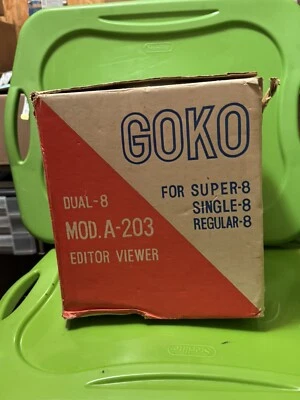 GOKO
DUAL-8
MOD.A-203
EDITOR VIEWER
FOR SUPER-8
SINGLE-8
REGULAR-8